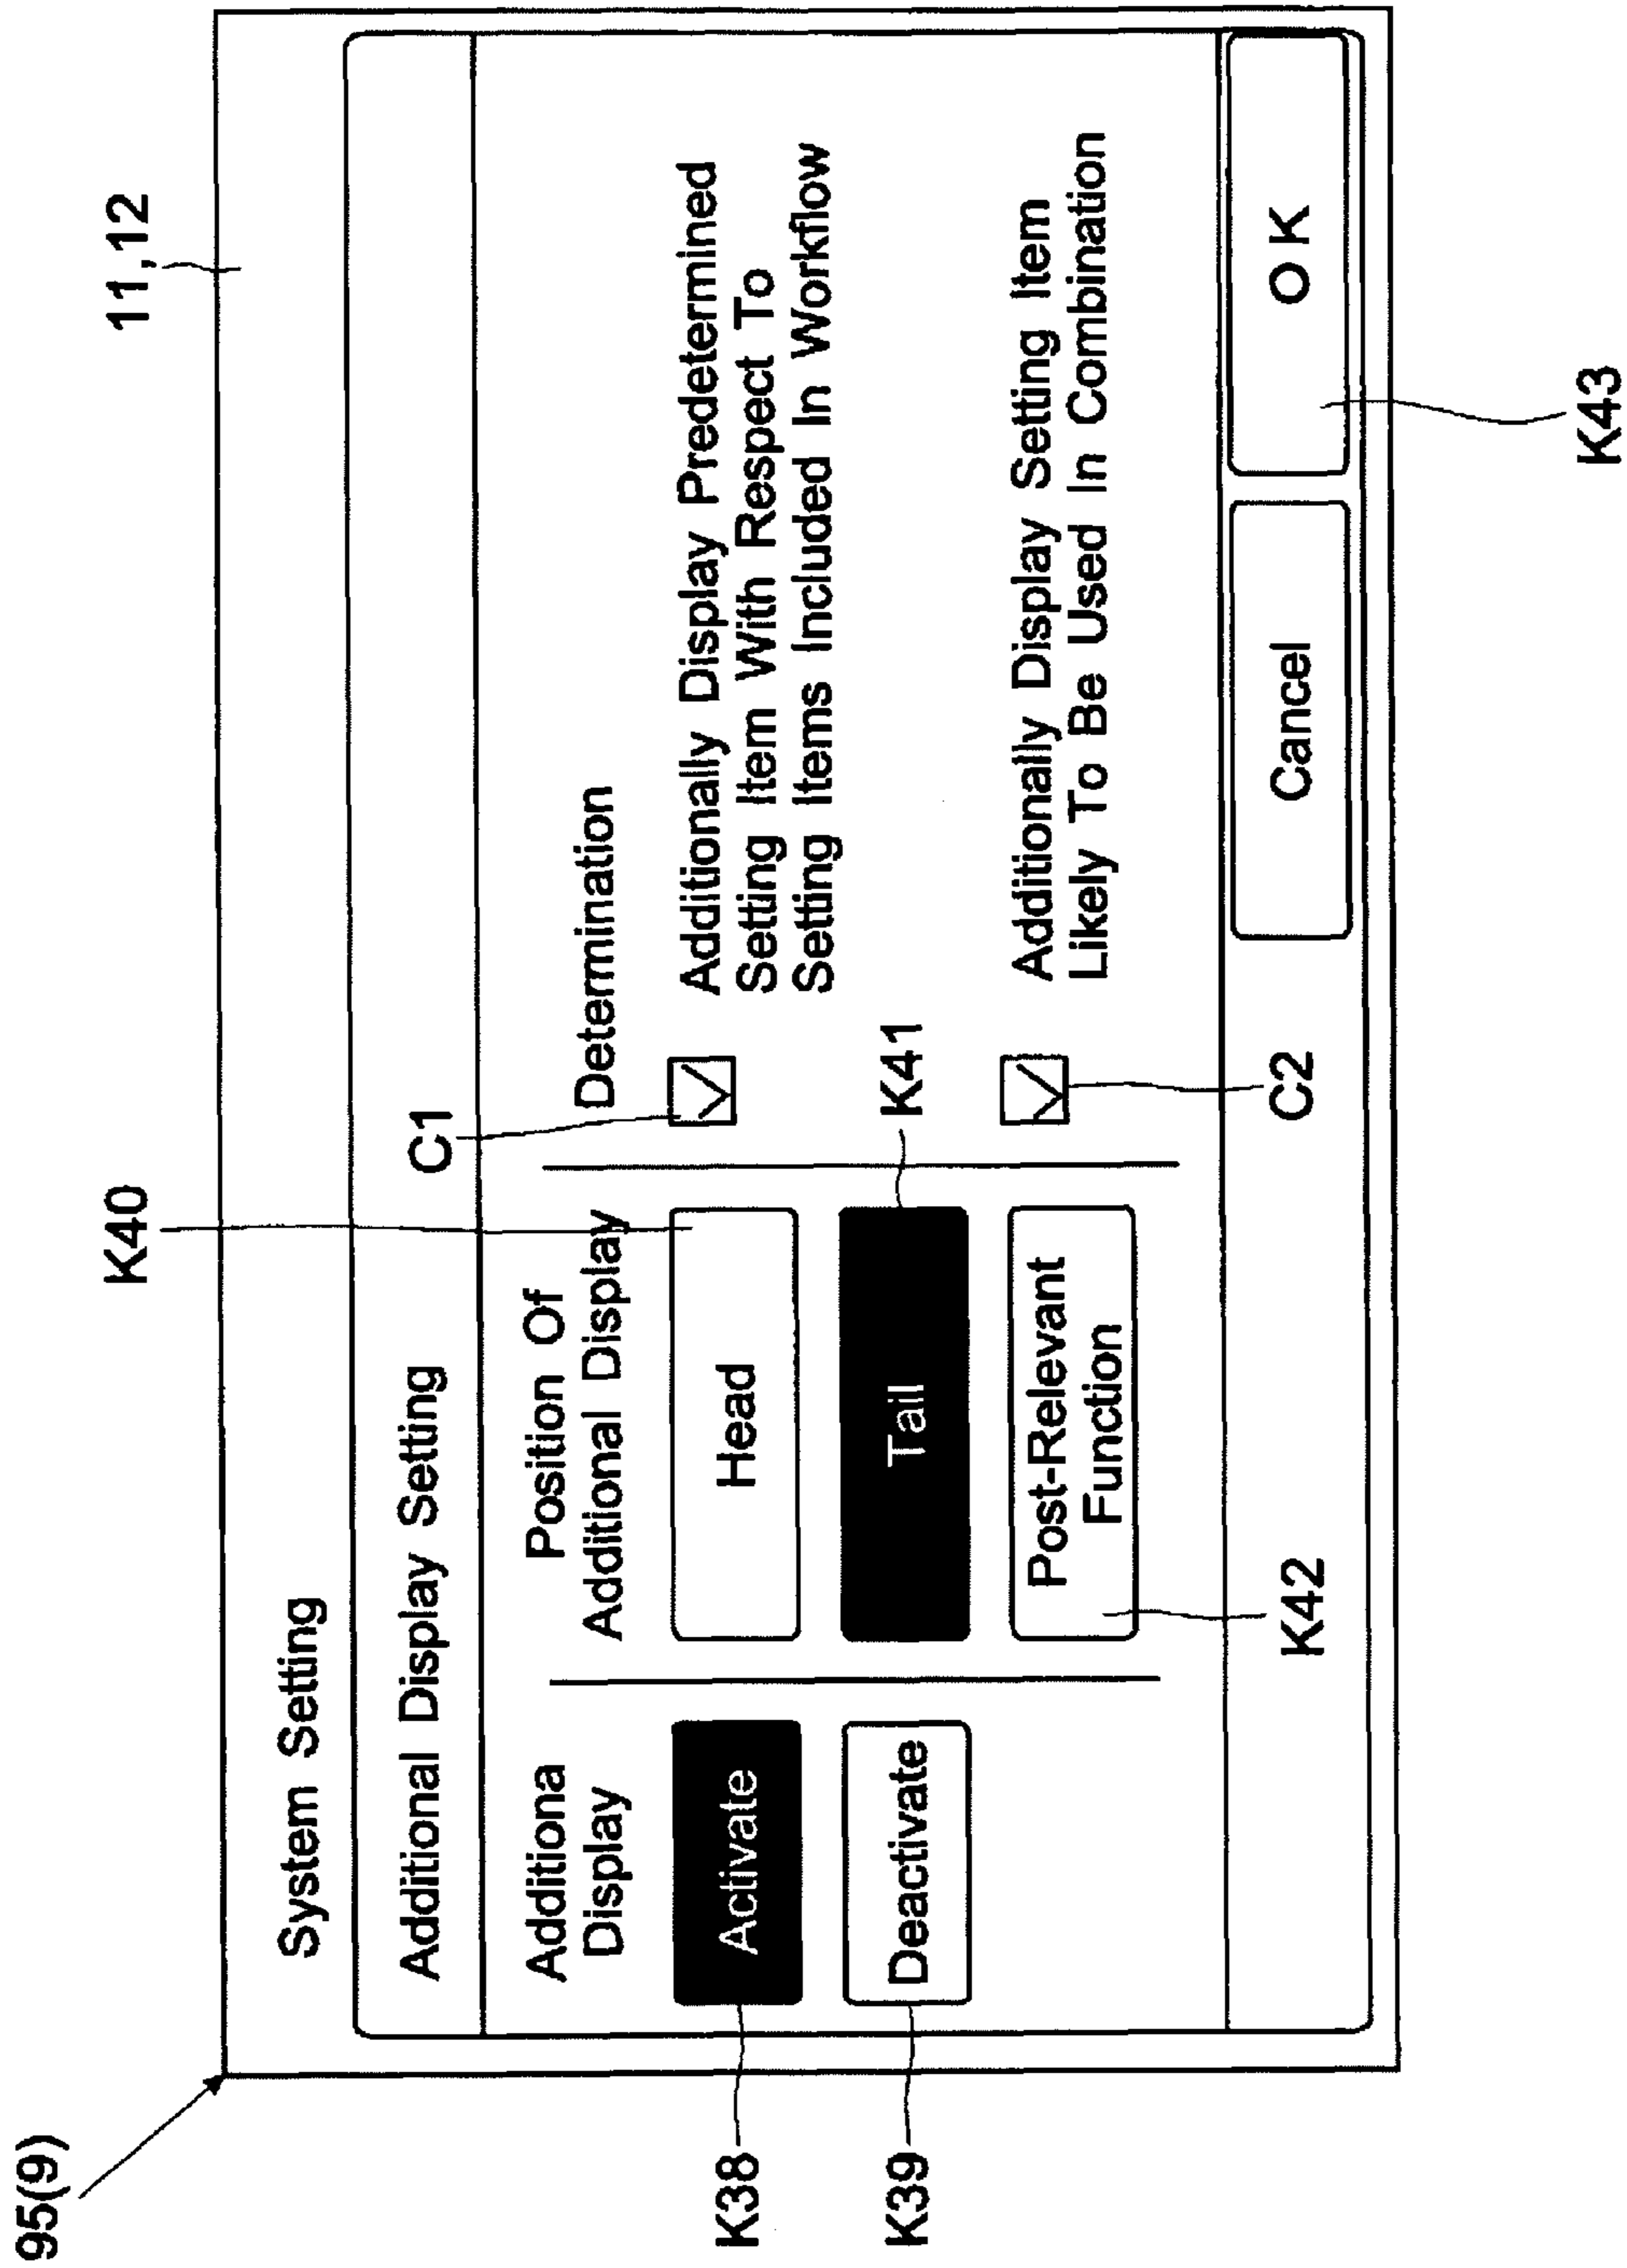 95(9)
11,12
System Setting
Additional Display Setting
C1
K40
Additiona
Display
Activate
Deactivate
K38
K39
Position Of
Additional Display
Head
Tail
Post-Relevant
Function
K41
K42
Determination
Additionally Display Predetermined
Setting Item With Respect To
Setting Items Included In Workflow
Additionally Display Setting Item
Likely To Be Used In Combination
C2
Cancel
O K
K43